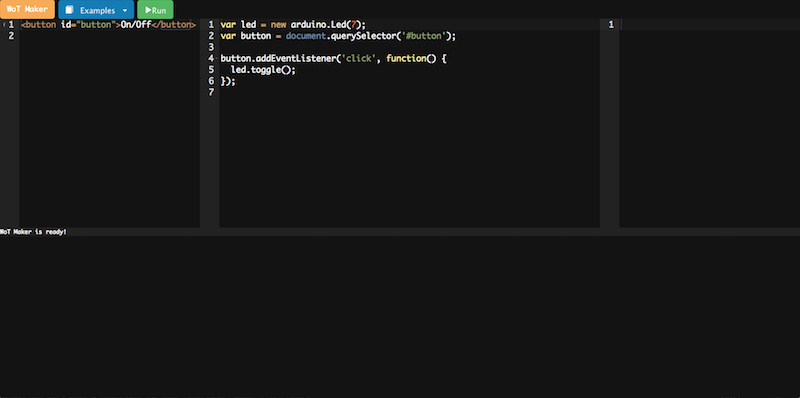 WoT Maker Examples Run
1 <button id="button">On/Off</button>
2
1 var led = new arduino.Led(7);
2 var button = document.querySelector('#button');
3
4 button.addEventListener('click', function() {
5 led.toggle();
6 });
7
1
WoT Maker is ready!